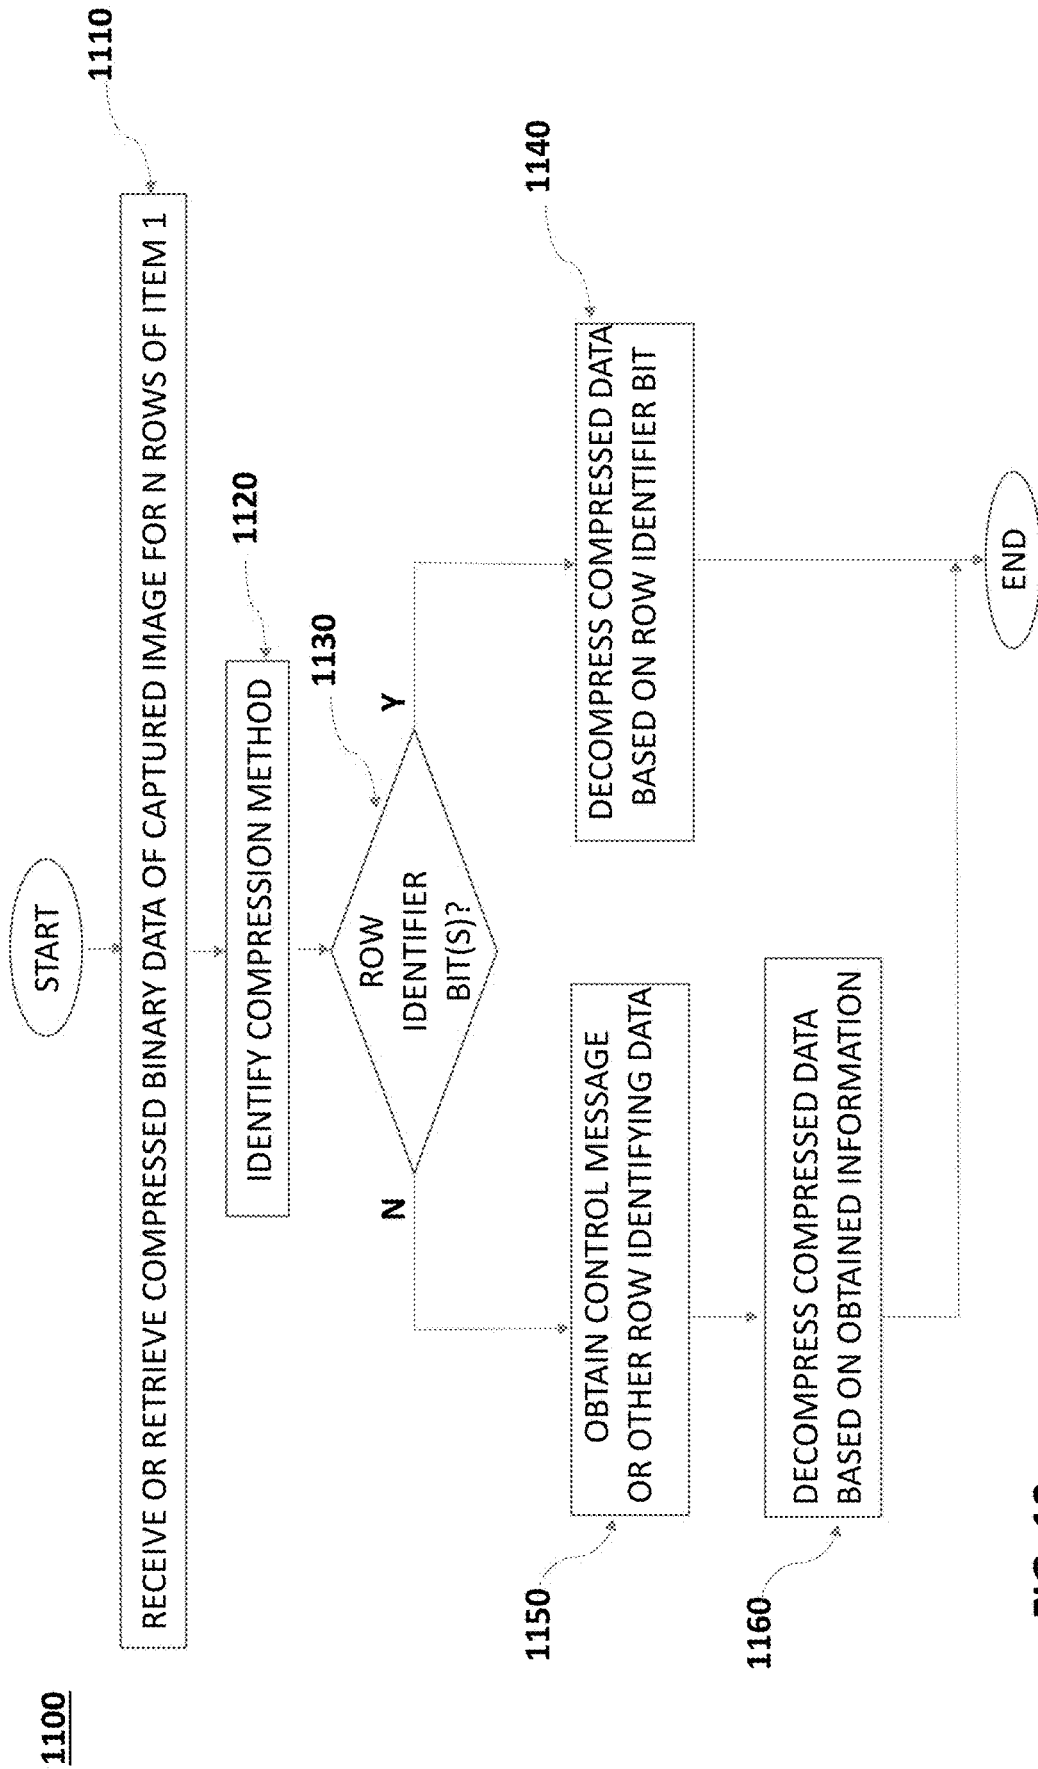 1100
START
RECEIVE OR RETRIEVE COMPRESSED BINARY DATA OF CAPTURED IMAGE FOR N ROWS OF ITEM 1
1110
IDENTIFY COMPRESSION METHOD
1120
ROW
IDENTIFIER
BIT(S)?
1130
N
Y
OBTAIN CONTROL MESSAGE
OR OTHER ROW IDENTIFYING DATA
1150
DECOMPRESS COMPRESSED DATA
BASED ON ROW IDENTIFIER BIT
1140
DECOMPRESS COMPRESSED DATA
BASED ON OBTAINED INFORMATION
1160
END